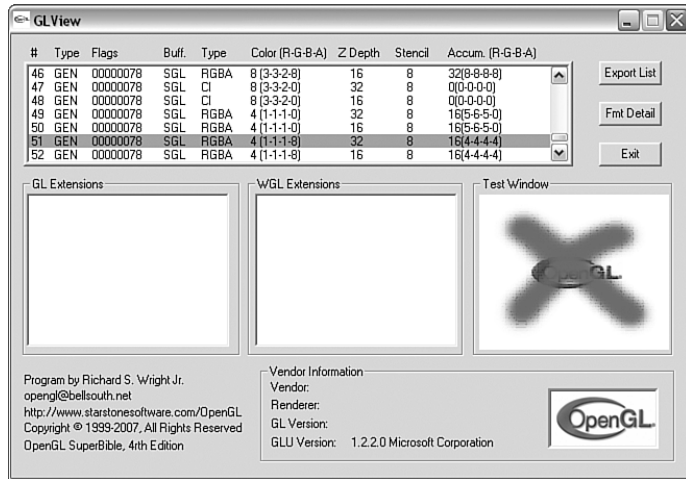 GLView
# Type Flags Buff. Type Color (R-G-B-A) Z Depth Stencil Accum. (R-G-B-A)
46 GEN 00000078 SGL RGBA 8 (3-3-2-8) 16 8 32(8-8-8-8)
47 GEN 00000078 SGL CI 8 (3-3-2-0) 32 8 0(0-0-0-0)
48 GEN 00000078 SGL CI 8 (3-3-2-0) 16 8 0(0-0-0-0)
49 GEN 00000078 SGL RGBA 4 (1-1-1-0) 32 8 16(5-6-5-0)
50 GEN 00000078 SGL RGBA 4 (1-1-1-0) 16 8 16(5-6-5-0)
51 GEN 00000078 SGL RGBA 4 (1-1-1-8) 32 8 16(4-4-4-4)
52 GEN 00000078 SGL RGBA 4 (1-1-1-8) 16 8 16(4-4-4-4)
Export List
Fmt Detail
Exit
GL Extensions
WGL Extensions
Test Window
OpenGL.
Program by Richard S. Wright Jr.
opengl@bellsouth.net
http://www.starstonesoftware.com/OpenGL
Copyright © 1999-2007, All Rights Reserved
OpenGL SuperBible, 4rth Edition
Vendor Information
Vendor:
Renderer:
GL Version:
GLU Version: 1.2.2.0 Microsoft Corporation
OpenGL.